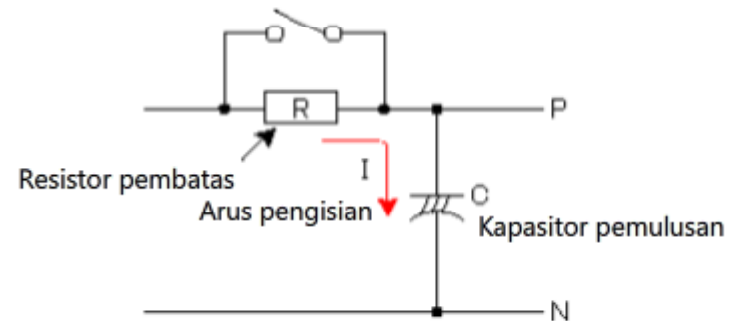 R
P
Resistor pembatas
I
Arus pengisian
C
Kapasitor pemulusan
N